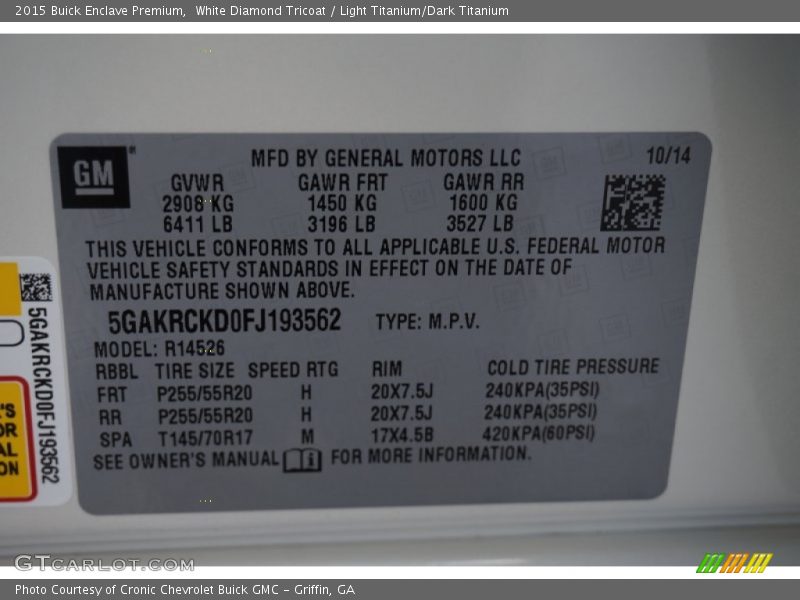 2015 Buick Enclave Premium,  White Diamond Tricoat / Light Titanium/Dark Titanium
GM
MFD BY GENERAL MOTORS LLC 10/14
GVWR GAWR FRT GAWR RR
2908 KG 1450 KG 1600 KG
6411 LB 3196 LB 3527 LB
THIS VEHICLE CONFORMS TO ALL APPLICABLE U.S. FEDERAL MOTOR
VEHICLE SAFETY STANDARDS IN EFFECT ON THE DATE OF
MANUFACTURE SHOWN ABOVE.
5GAKRCKD0FJ193562 TYPE: M.P.V.
MODEL: R14526
RBBL TIRE SIZE SPEED RTG RIM COLD TIRE PRESSURE
FRT P255/55R20 H 20X7.5J 240KPA(35PSI)
RR P255/55R20 H 20X7.5J 240KPA(35PSI)
SPA T145/70R17 M 17X4.5B 420KPA(60PSI)
SEE OWNER'S MANUAL FOR MORE INFORMATION.
5GAKRCKD0FJ193562
GTCARLOT.COM
Photo Courtesy of Cronic Chevrolet Buick GMC – Griffin, GA